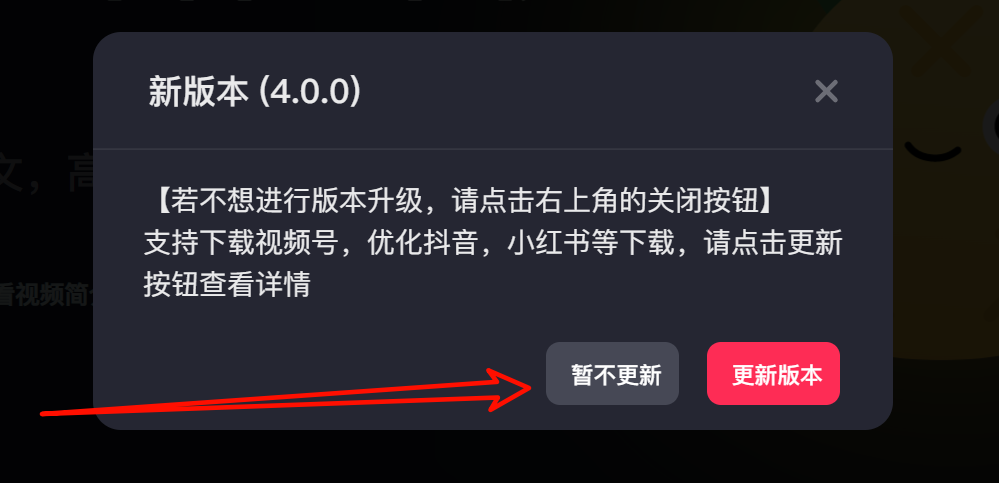 新版本 (4.0.0)
文，高
【若不想进行版本升级，请点击右上角的关闭按钮】
支持下载视频号，优化抖音，小红书等下载，请点击更新
按钮查看详情
看视频简介
暂不更新
更新版本